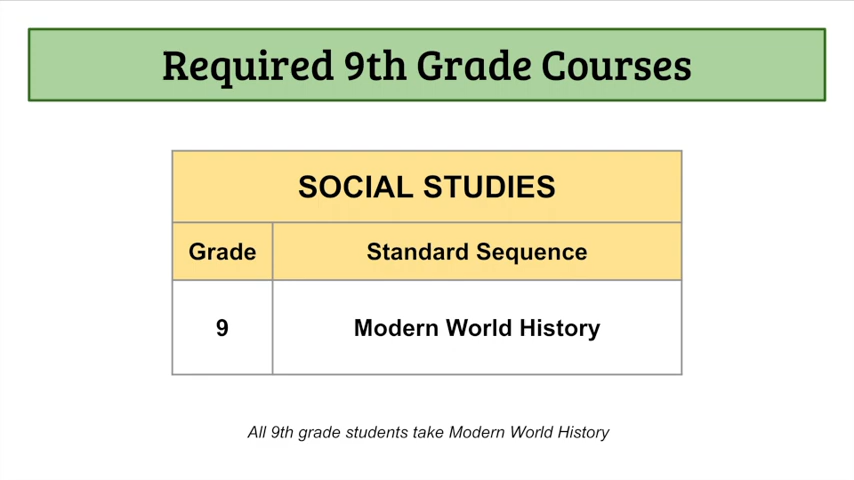 Required 9th Grade Courses
SOCIAL STUDIES
Grade Standard Sequence
9 Modern World History
All 9th grade students take Modern World History